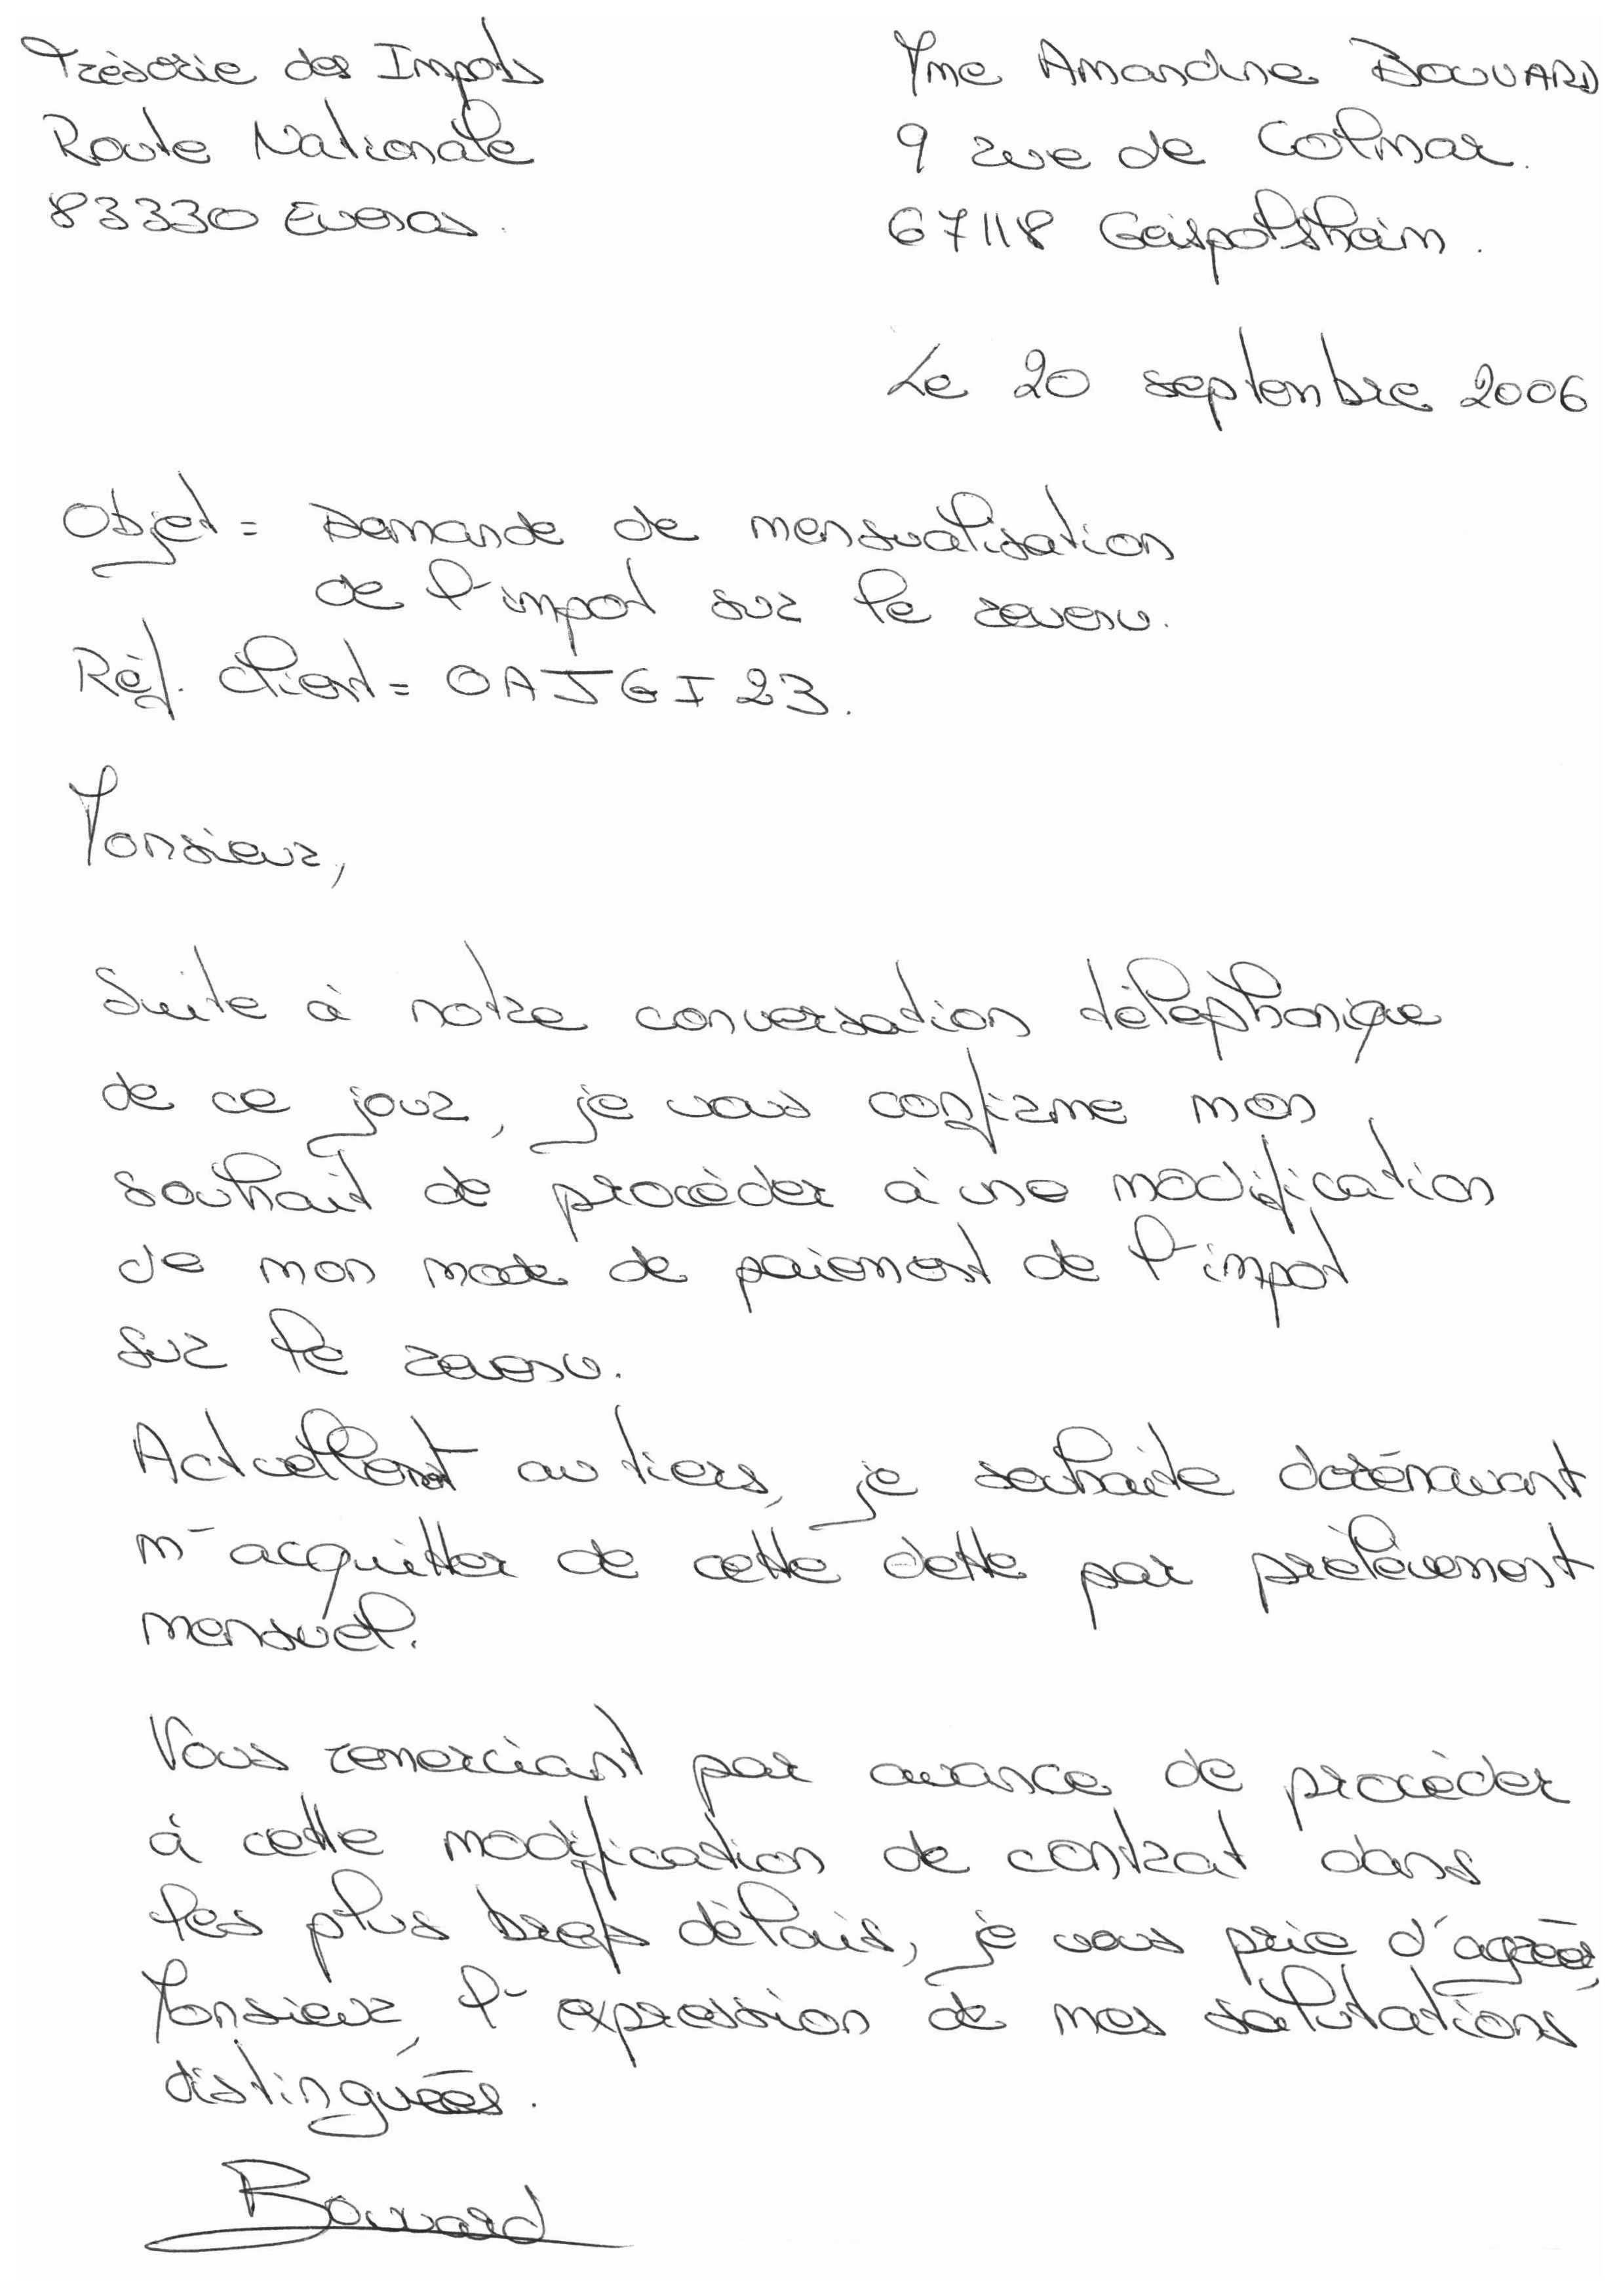 Trésorie des Impots
Route Nationale
83330 Evenos.
Mme Amandine BOUVARD
9 rue de Colmar.
67118 Geispolsheim.
Le 20 septembre 2006
Objet = Demande de mensualisation
de l'impot sur le revenu.
Réf. client = OAJGI23.
Monsieur,
Suite à notre conversation téléphonique
de ce jour, je vous confirme mon
souhait de procéder à une modification
de mon mode de paiement de l'impot
sur le revenu.
Actuellement au tiers, je souhaite dorénavant
m'acquitter de cette dette par prélèvement
mensuel.
Vous remerciant par avance de procéder
à cette modification de contrat dans
les plus brefs délais, je vous prie d'agréer,
Monsieur, l'expression de mes salutations
distinguées.
Bouvard